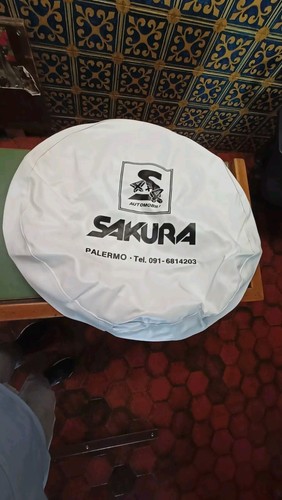 S
AUTOMOBILI
SAKURA
PALERMO · Tel. 091-6814203